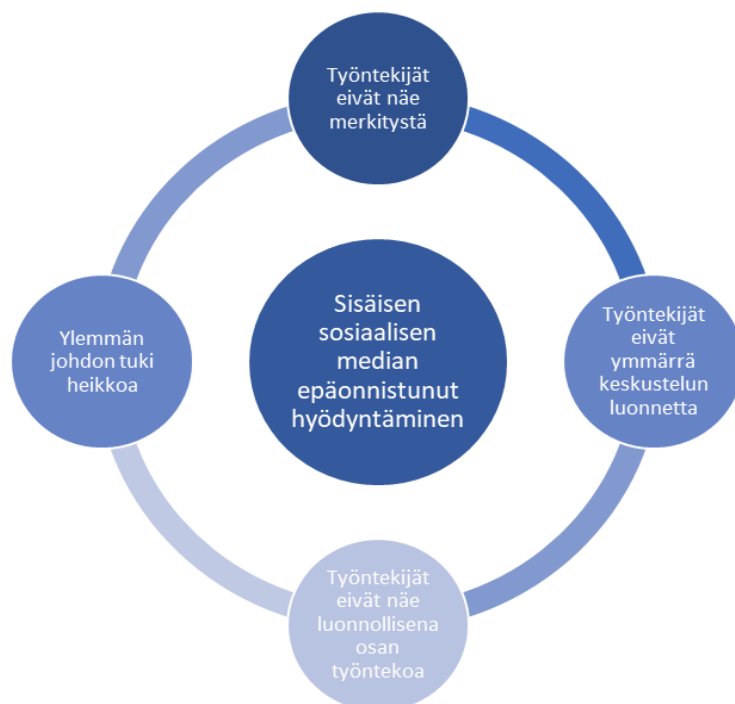 Työntekijät
eivät näe
merkitystä
Ylemmän
johdon tuki
heikkoa
Sisäisen
sosiaalisen
median
epäonnistunut
hyödyntäminen
Työntekijät
eivät
ymmärrä
keskustelun
luonnetta
Työntekijät
eivät näe
luonnollisena
osan
työntekoa